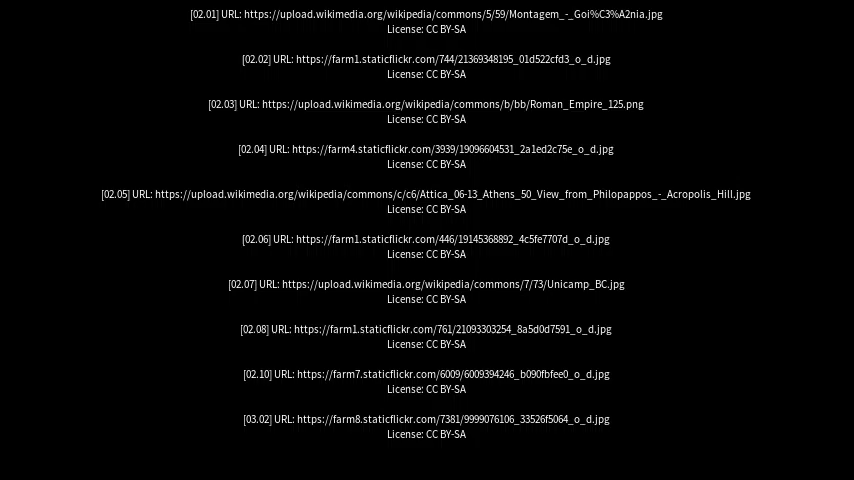 [02.01] URL: https://upload.wikimedia.org/wikipedia/commons/5/59/Montagem_-_Goi%C3%A2nia.jpg
License: CC BY-SA
[02.02] URL: https://farm1.staticflickr.com/744/21369348195_01d522cfd3_o_d.jpg
License: CC BY-SA
[02.03] URL: https://upload.wikimedia.org/wikipedia/commons/b/bb/Roman_Empire_125.png
License: CC BY-SA
[02.04] URL: https://farm4.staticflickr.com/3939/19096604531_2a1ed2c75e_o_d.jpg
License: CC BY-SA
[02.05] URL: https://upload.wikimedia.org/wikipedia/commons/c/c6/Attica_06-13_Athens_50_View_from_Philopappos_-_Acropolis_Hill.jpg
License: CC BY-SA
[02.06] URL: https://farm1.staticflickr.com/446/19145368892_4c5fe7707d_o_d.jpg
License: CC BY-SA
[02.07] URL: https://upload.wikimedia.org/wikipedia/commons/7/73/Unicamp_BC.jpg
License: CC BY-SA
[02.08] URL: https://farm1.staticflickr.com/761/21093303254_8a5d0d7591_o_d.jpg
License: CC BY-SA
[02.10] URL: https://farm7.staticflickr.com/6009/6009394246_b090fbfee0_o_d.jpg
License: CC BY-SA
[03.02] URL: https://farm8.staticflickr.com/7381/9999076106_33526f5064_o_d.jpg
License: CC BY-SA